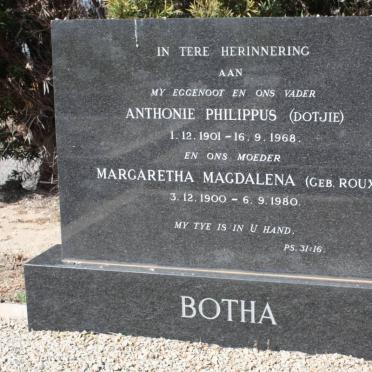 IN TERE HERINNERING
AAN
MY EGGENOOT EN ONS VADER
ANTHONIE PHILIPPUS (DOTJIE)
1.12.1901 – 16.9.1968.
EN ONS MOEDER
MARGARETHA MAGDALENA (GEB. ROUX
3.12.1900 – 6.9.1980.
MY TYE IS IN U HAND.
PS. 31:16.
BOTHA